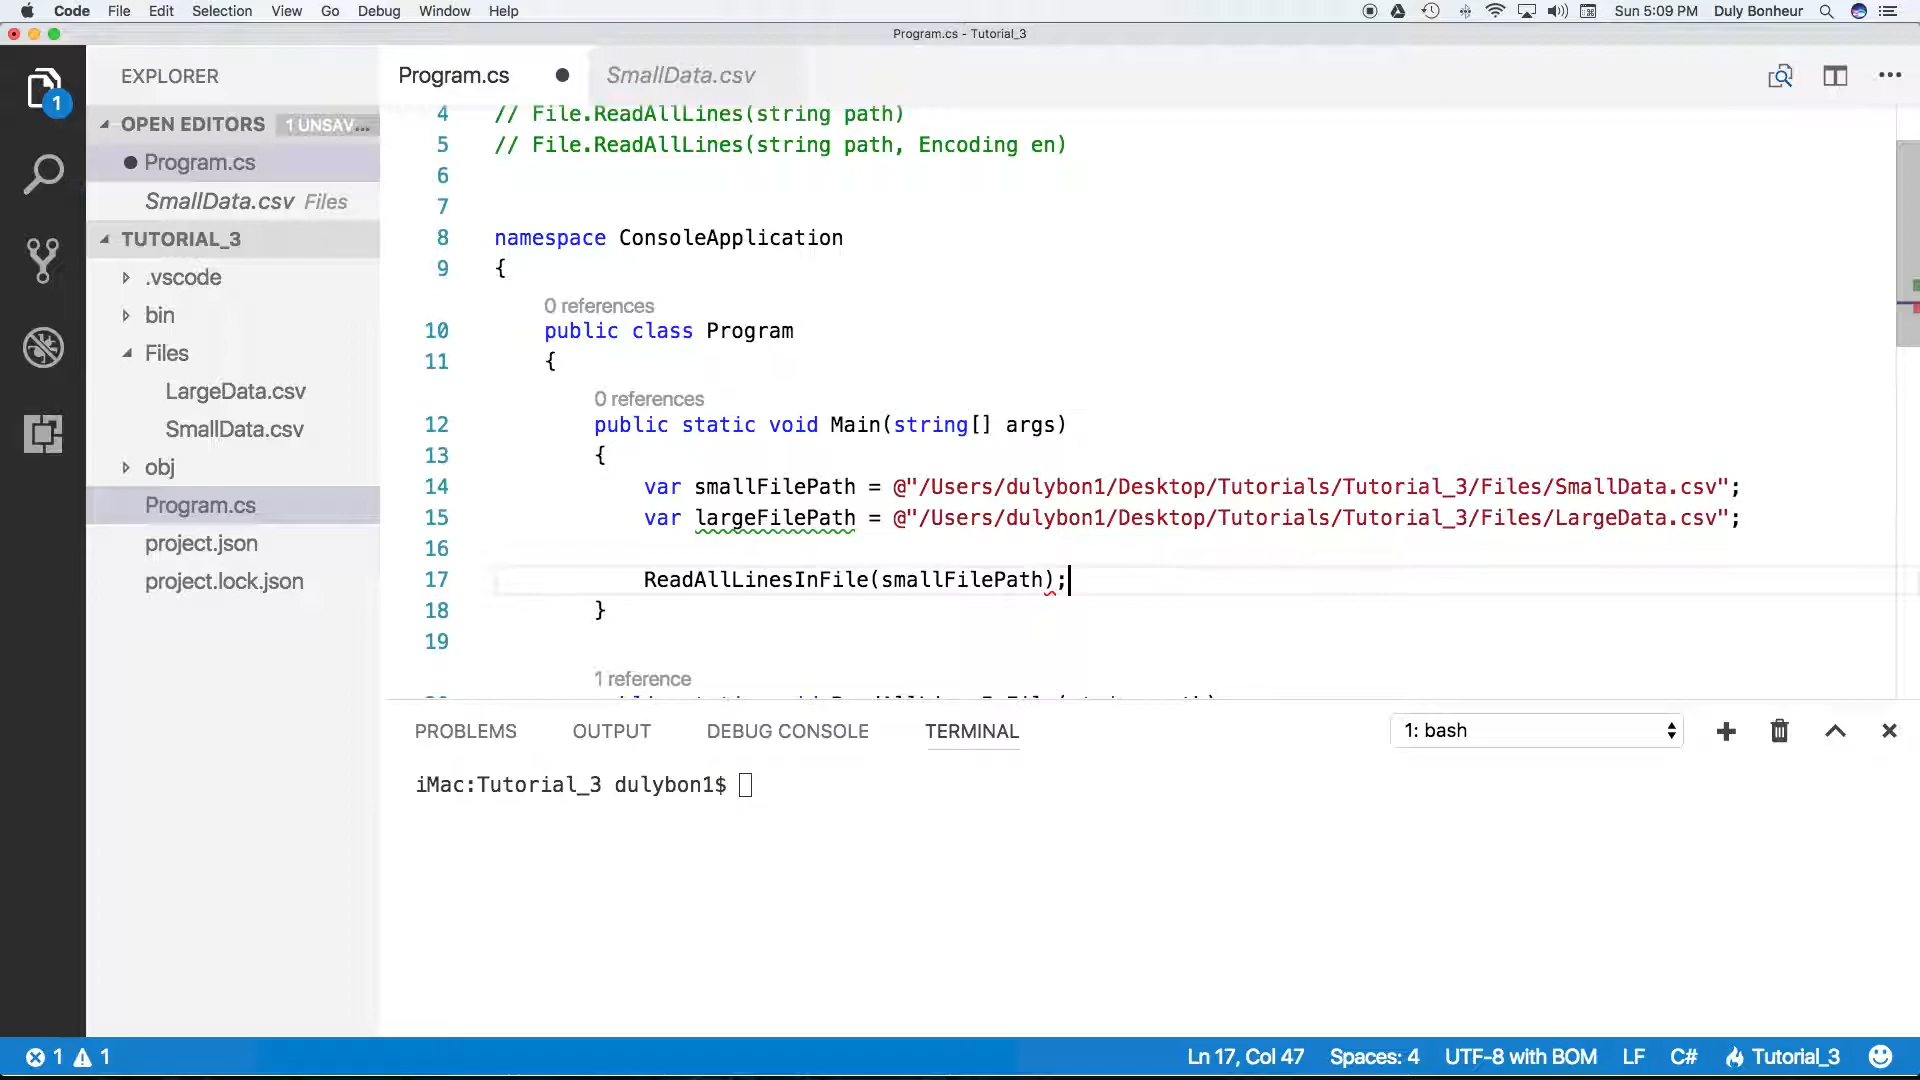 Code File Edit Selection View Go Debug Window Help Sun 5:09 PM Duly Bonheur
Program.cs - Tutorial_3
EXPLORER
OPEN EDITORS 1 UNSAV...
Program.cs
SmallData.csv Files
TUTORIAL_3
.vscode
bin
Files
LargeData.csv
SmallData.csv
obj
Program.cs
project.json
project.lock.json
1
Program.cs SmallData.csv
4 // File.ReadAllLines(string path)
5 // File.ReadAllLines(string path, Encoding en)
6
7
8 namespace ConsoleApplication
9 {
0 references
10 public class Program
11 {
0 references
12 public static void Main(string[] args)
13 {
14 var smallFilePath = @"/Users/dulybon1/Desktop/Tutorials/Tutorial_3/Files/SmallData.csv";
15 var largeFilePath = @"/Users/dulybon1/Desktop/Tutorials/Tutorial_3/Files/LargeData.csv";
16
17 ReadAllLinesInFile(smallFilePath);
18 }
19
1 reference
PROBLEMS OUTPUT DEBUG CONSOLE TERMINAL 1: bash
iMac:Tutorial_3 dulybon1$
1 1 Ln 17, Col 47 Spaces: 4 UTF-8 with BOM LF C# Tutorial_3